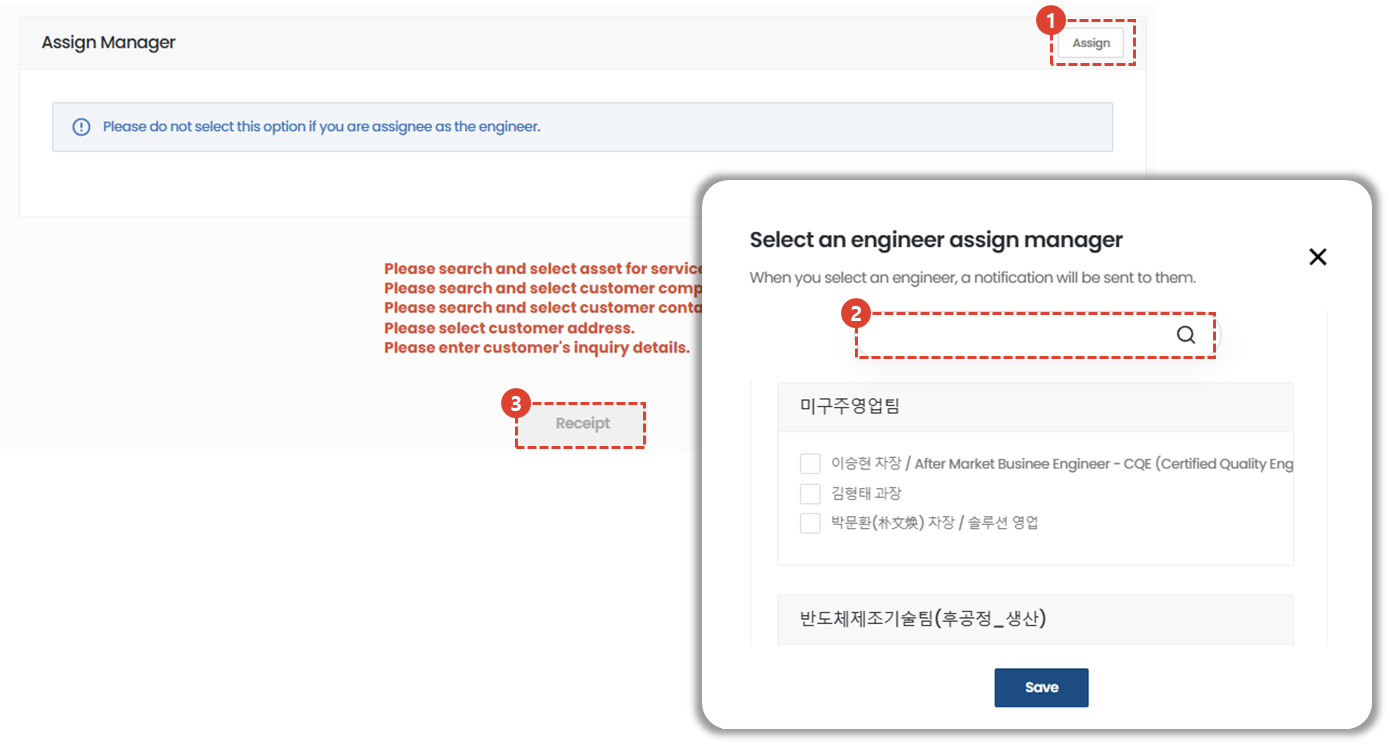 Assign Manager
1
Assign
Please do not select this option if you are assignee as the engineer.
Please search and select asset for service
Please search and select customer comp
Please search and select customer conta
Please select customer address.
Please enter customer's inquiry details.
3
Receipt
Select an engineer assign manager
When you select an engineer, a notification will be sent to them.
2
미구주영업팀
이승현 차장 / After Market Businee Engineer - CQE (Certified Quality Eng
김형태 과장
박문환(朴文煥) 차장 / 솔루션 영업
반도체제조기술팀(후공정_생산)
Save